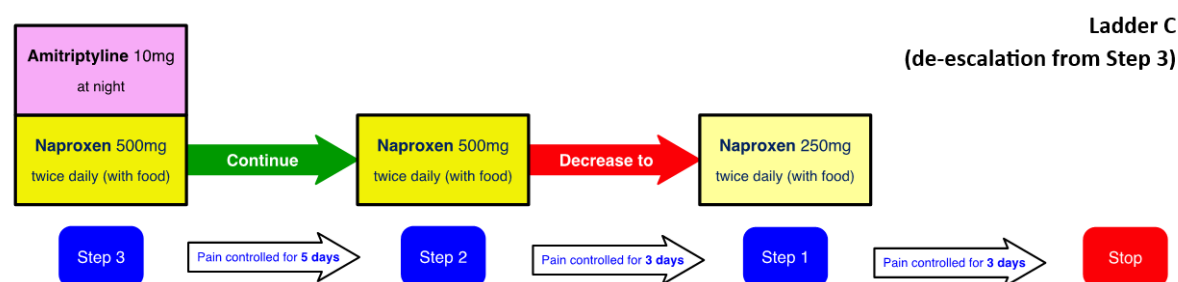 Ladder C
(de-escalation from Step 3)
Amitriptyline 10mg
at night
Naproxen 500mg
twice daily (with food)
Continue
Naproxen 500mg
twice daily (with food)
Decrease to
Naproxen 250mg
twice daily (with food)
Step 3
Pain controlled for 5 days
Step 2
Pain controlled for 3 days
Step 1
Pain controlled for 3 days
Stop